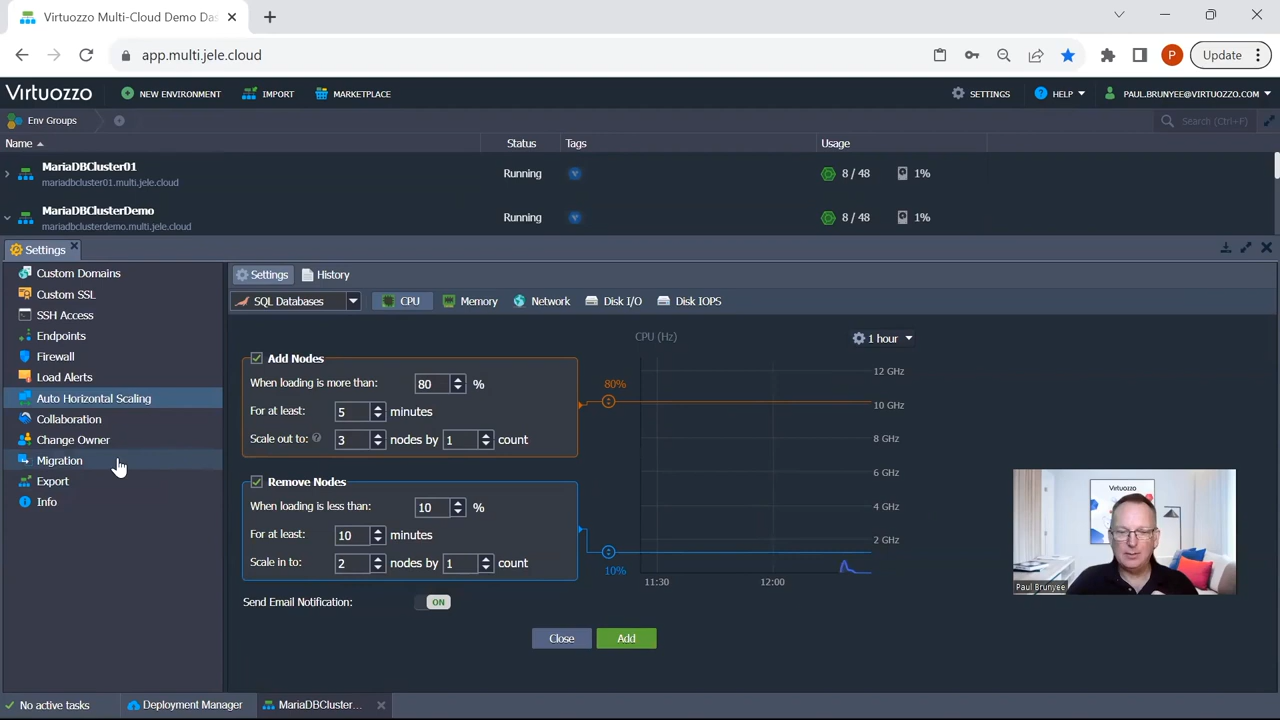 Virtuozzo Multi-Cloud Demo Das
app.multi.jele.cloud
P
Update
Virtuozzo
NEW ENVIRONMENT
IMPORT
MARKETPLACE
SETTINGS
HELP
PAUL.BRUNYEE@VIRTUOZZO.COM
Env Groups
Search (Ctrl+F)
Name
Status
Tags
Usage
MariaDBCluster01
mariadbcluster01.multi.jele.cloud
Running
8 / 48
1%
MariaDBClusterDemo
mariadbclusterdemo.multi.jele.cloud
Running
8 / 48
1%
Settings
Custom Domains
Custom SSL
SSH Access
Endpoints
Firewall
Load Alerts
Auto Horizontal Scaling
Collaboration
Change Owner
Migration
Export
Info
Settings
History
SQL Databases
CPU
Memory
Network
Disk I/O
Disk IOPS
CPU (Hz)
1 hour
Add Nodes
When loading is more than: 80 %
For at least: 5 minutes
Scale out to: ? 3 nodes by 1 count
Remove Nodes
When loading is less than: 10 %
For at least: 10 minutes
Scale in to: 2 nodes by 1 count
80%
10%
12 GHz
10 GHz
8 GHz
6 GHz
4 GHz
2 GHz
11:30
12:00
Send Email Notification: ON
Close
Add
Virtuozzo
Paul Brunyee
No active tasks
Deployment Manager
MariaDBCluster...